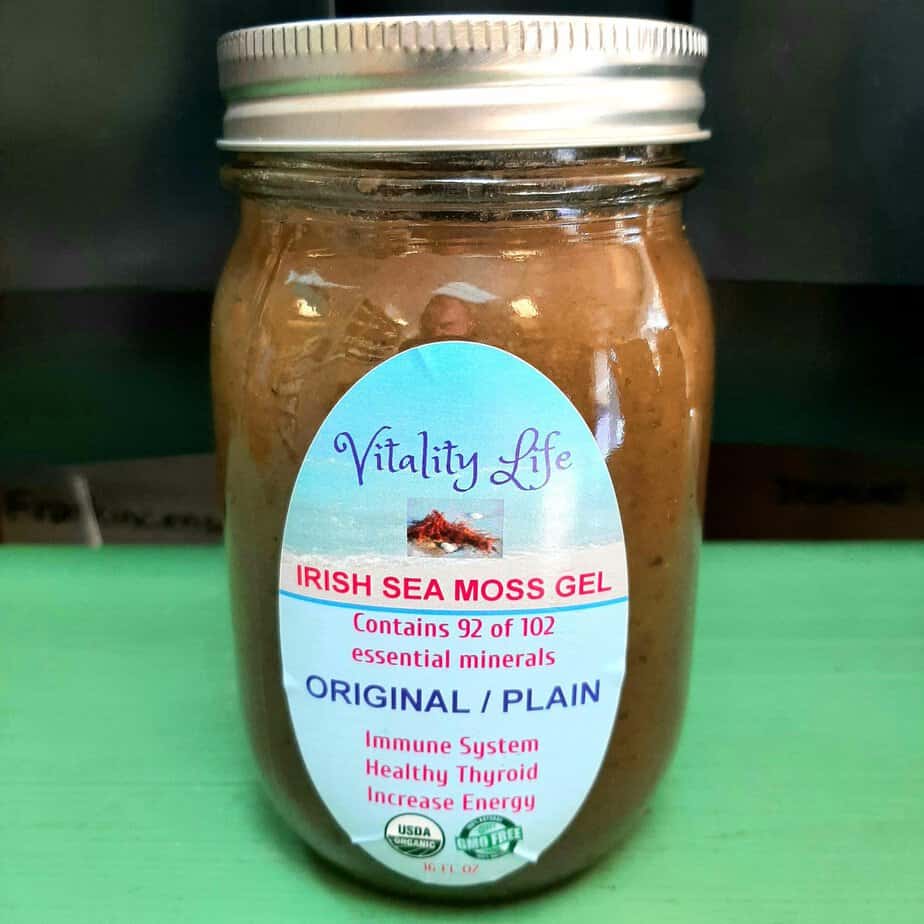 Vitality Life
IRISH SEA MOSS GEL
Contains 92 of 102
essential minerals
ORIGINAL / PLAIN
Immune System
Healthy Thyroid
Increase Energy
USDA
ORGANIC
GMO FREE
16 FL OZ